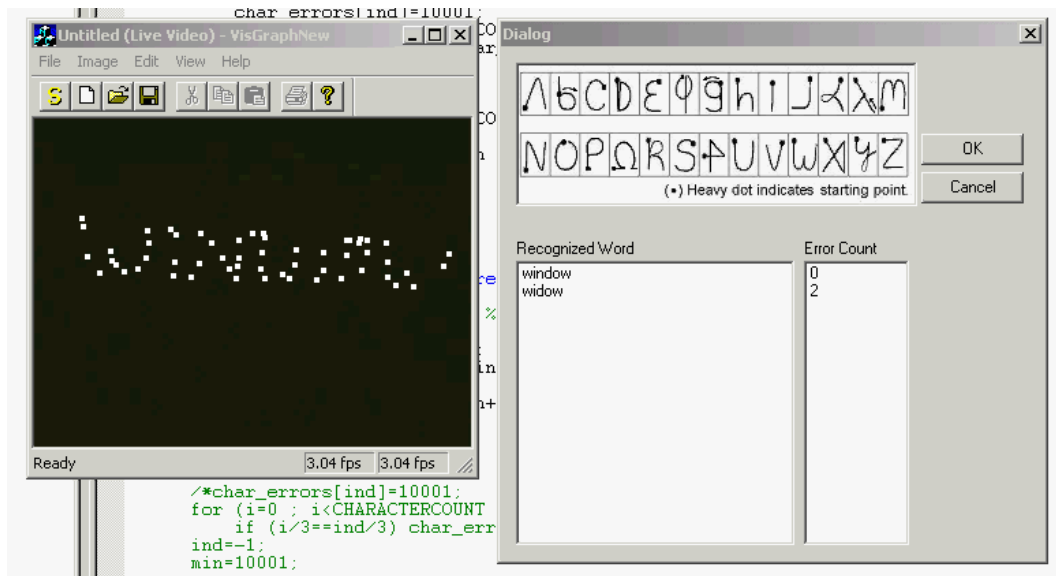 char errors[ind]=10001;
Untitled (Live Video) - VisGraphNew
File Image Edit View Help
Ready
3.04 fps 3.04 fps
/*char_errors[ind]=10001;
for (i=0 ; i<CHARACTERCOUNT
if (i/3==ind/3) char_err
ind=-1;
min=10001;
Dialog
A b C D E φ g h i J K λ M
N O P Ω R S 4 U V W X Y Z
(•) Heavy dot indicates starting point.
OK
Cancel
Recognized Word Error Count
window 0
widow 2